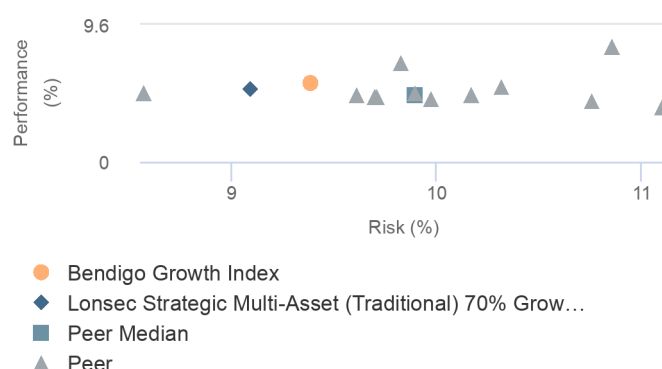 9.6
Performance
(%)
0
9
10
11
Risk (%)
Bendigo Growth Index
Lonsec Strategic Multi-Asset (Traditional) 70% Grow…
Peer Median
Peer